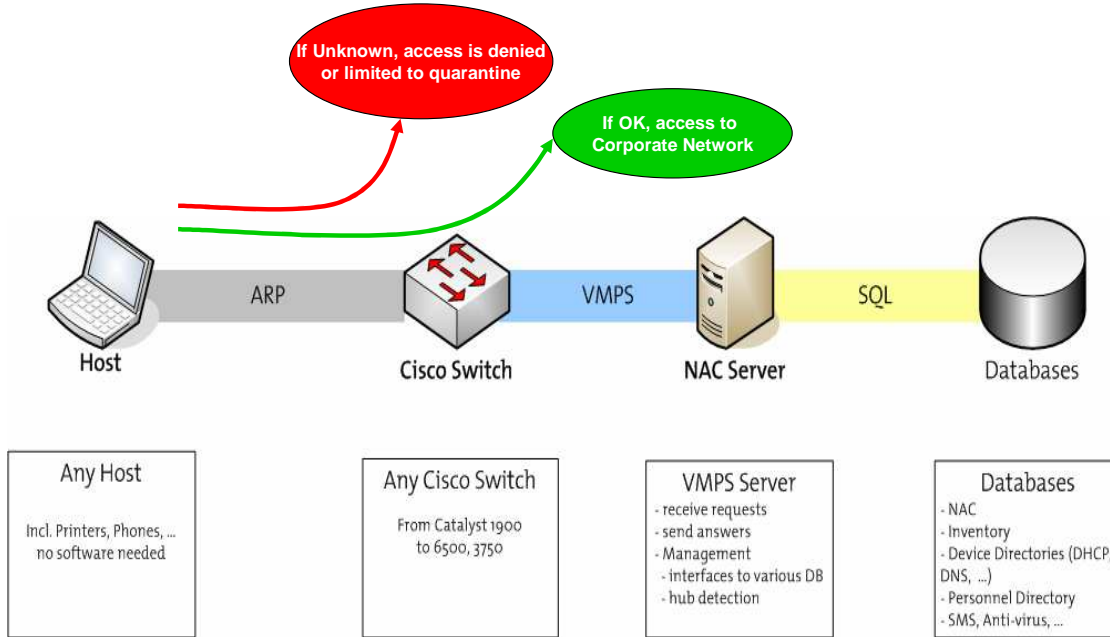 If Unknown, access is denied
or limited to quarantine
If OK, access to
Corporate Network
ARP
VMPS
SQL
Host
Cisco Switch
NAC Server
Databases
Any Host
Incl. Printers, Phones, ...
no software needed
Any Cisco Switch
From Catalyst 1900
to 6500, 3750
VMPS Server
- receive requests
- send answers
- Management
- interfaces to various DB
- hub detection
Databases
- NAC
- Inventory
- Device Directories (DHCP,
DNS, ...)
- Personnel Directory
- SMS, Anti-virus, ...